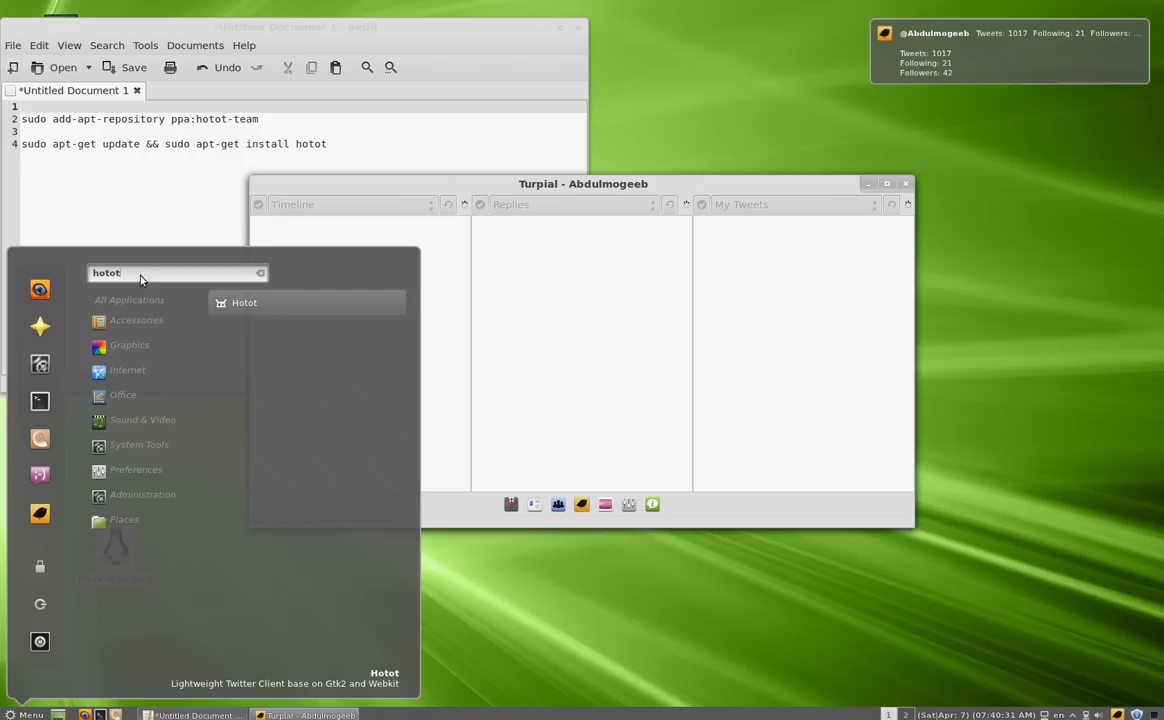 *Untitled Document 1 - gedit
File Edit View Search Tools Documents Help
Open Save Undo
*Untitled Document 1
1
2 sudo add-apt-repository ppa:hotot-team
3
4 sudo apt-get update && sudo apt-get install hotot
@Abdulmogeeb Tweets: 1017 Following: 21 Followers: ...
Tweets: 1017
Following: 21
Followers: 42
Turpial - Abdulmogeeb
Timeline Replies My Tweets
hotot
Hotot
All Applications
Accessories
Graphics
Internet
Office
Sound & Video
System Tools
Preferences
Administration
Places
Hotot
Lightweight Twitter Client base on Gtk2 and Webkit
Menu *Untitled Document ... Turpial - Abdulmogeeb 1 2 (Sat|Apr. 7) (07:40:31 AM) en